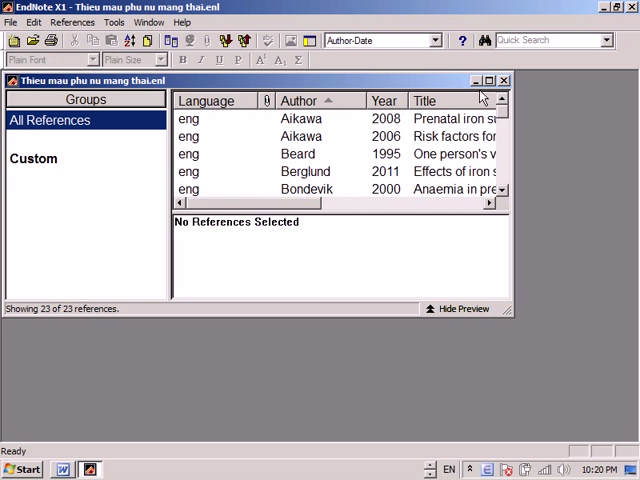 EndNote X1 - Thieu mau phu nu mang thai.enl
File Edit References Tools Window Help
Author-Date Quick Search
Plain Font Plain Size B I U P A¹ A₁ Σ
Thieu mau phu nu mang thai.enl
Groups Language Author Year Title
All References eng Aikawa 2008 Prenatal iron su
eng Aikawa 2006 Risk factors for
Custom eng Beard 1995 One person's v
eng Berglund 2011 Effects of iron s
eng Bondevik 2000 Anaemia in pre
No References Selected
Showing 23 of 23 references. Hide Preview
Ready
Start EN 10:20 PM